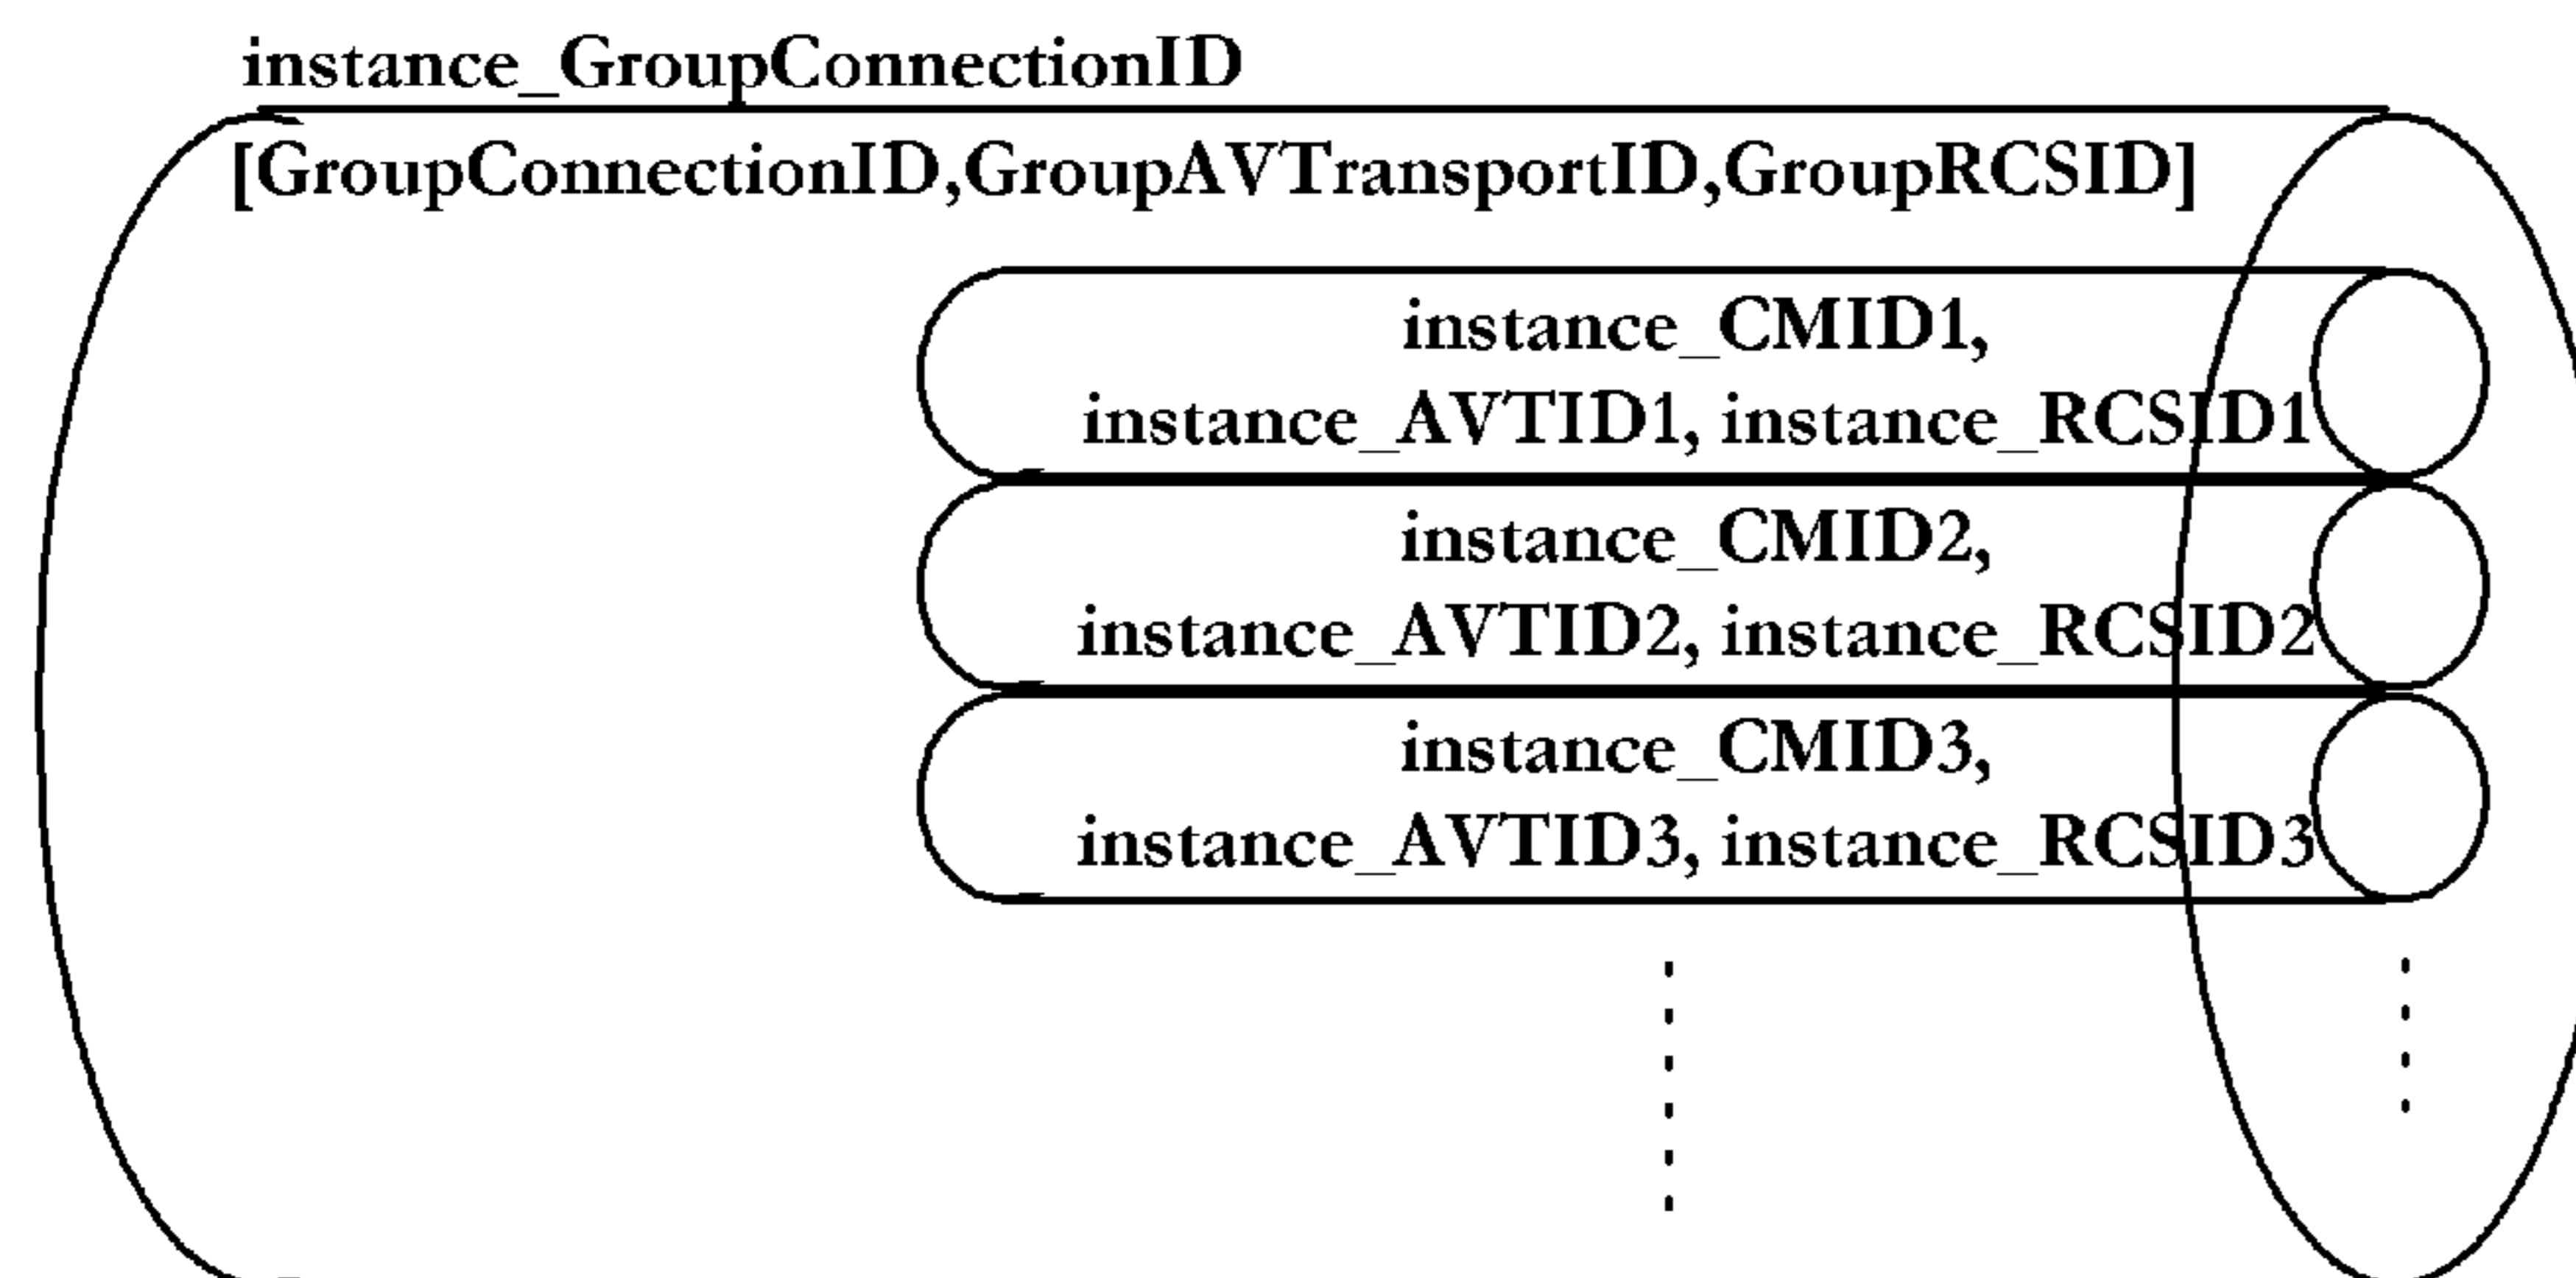 instance_GroupConnectionID
[GroupConnectionID,GroupAVTransportID,GroupRCSID]
instance_CMID1,
instance_AVTID1, instance_RCSID1
instance_CMID2,
instance_AVTID2, instance_RCSID2
instance_CMID3,
instance_AVTID3, instance_RCSID3